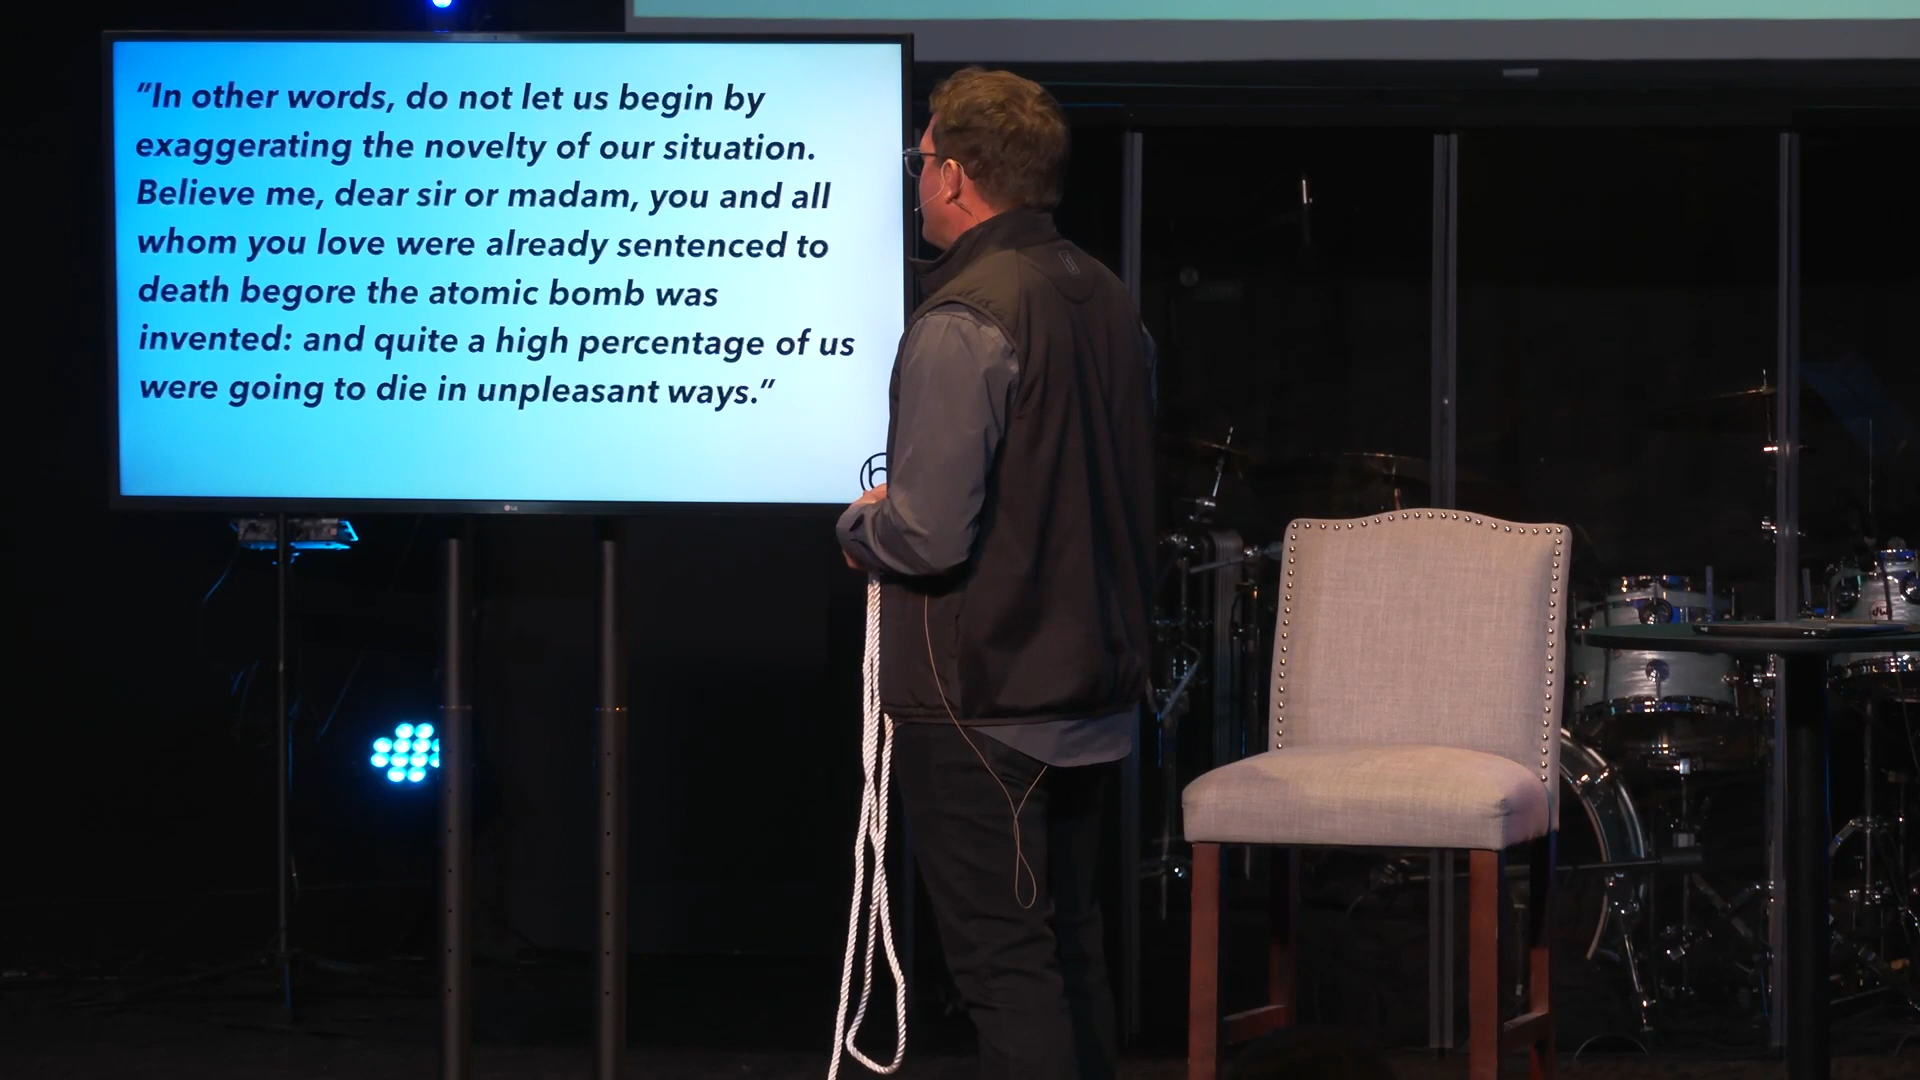 "In other words, do not let us begin by
exaggerating the novelty of our situation.
Believe me, dear sir or madam, you and all
whom you love were already sentenced to
death begore the atomic bomb was
invented: and quite a high percentage of us
were going to die in unpleasant ways."
LG
dw